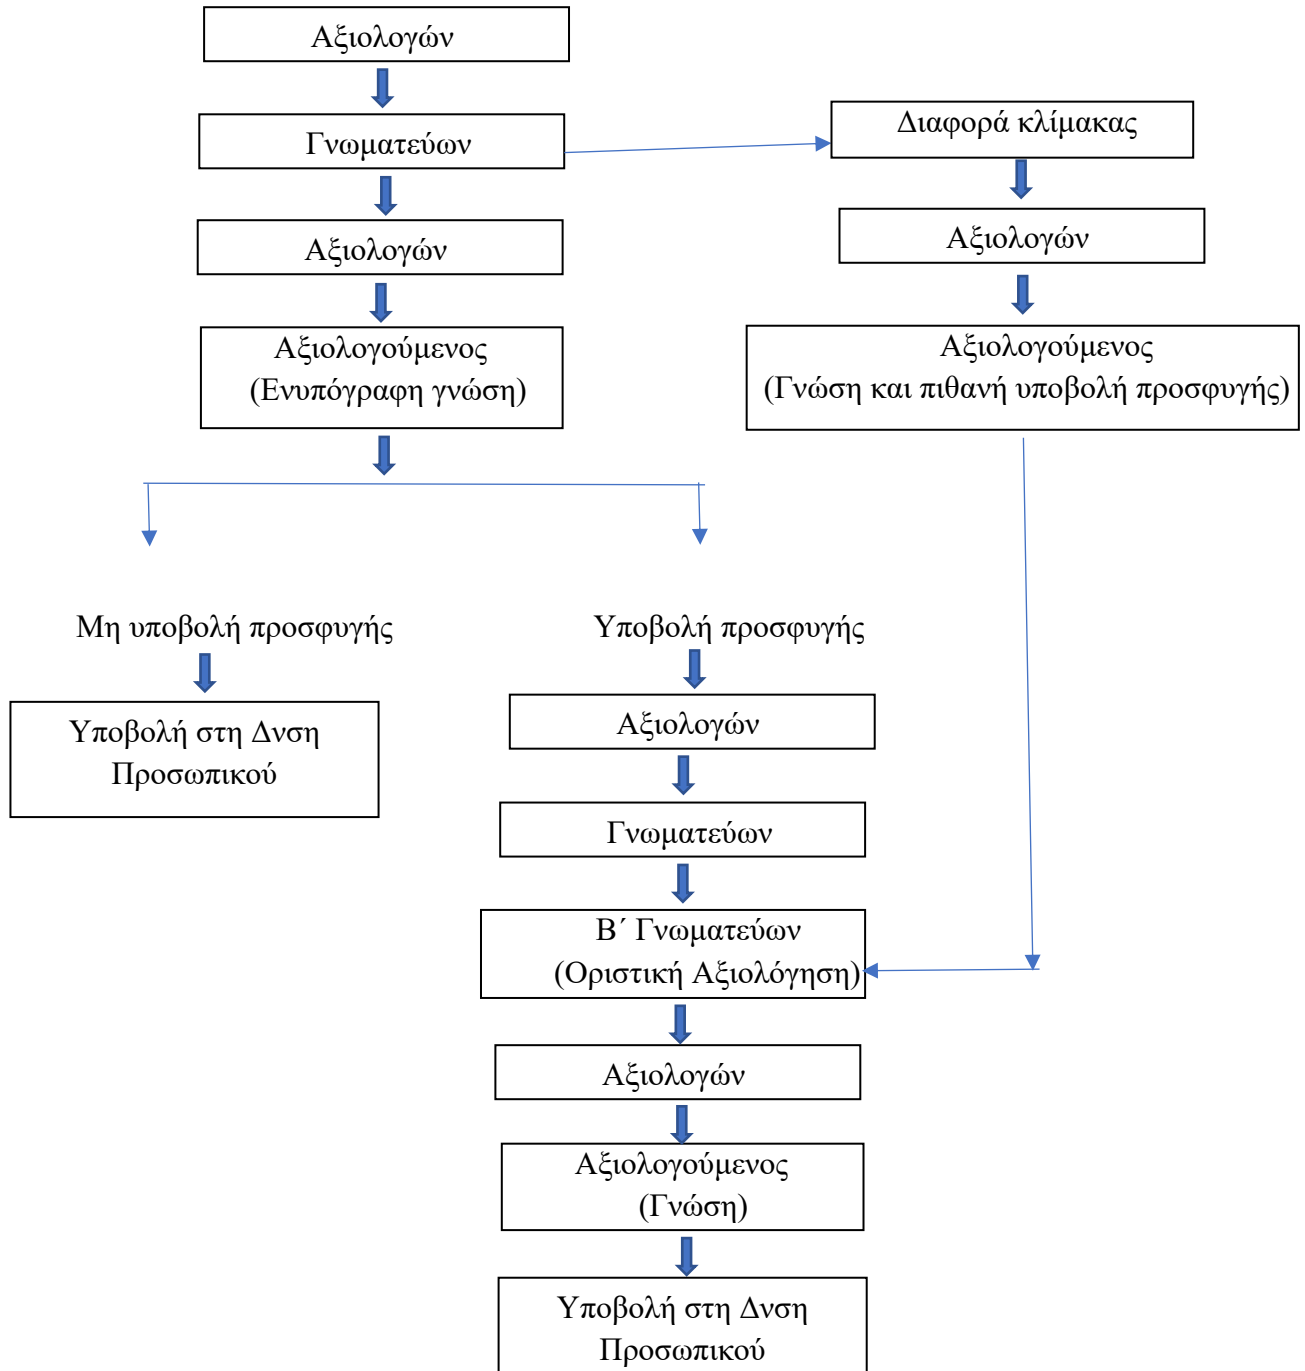 Αξιολογών
Γνωματεύων
Διαφορά κλίμακας
Αξιολογών
Αξιολογών
Αξιολογούμενος
(Ενυπόγραφη γνώση)
Αξιολογούμενος
(Γνώση και πιθανή υποβολή προσφυγής)
Μη υποβολή προσφυγής
Υποβολή προσφυγής
Υποβολή στη Δνση
Προσωπικού
Αξιολογών
Γνωματεύων
Β΄ Γνωματεύων
(Οριστική Αξιολόγηση)
Αξιολογών
Αξιολογούμενος
(Γνώση)
Υποβολή στη Δνση
Προσωπικού